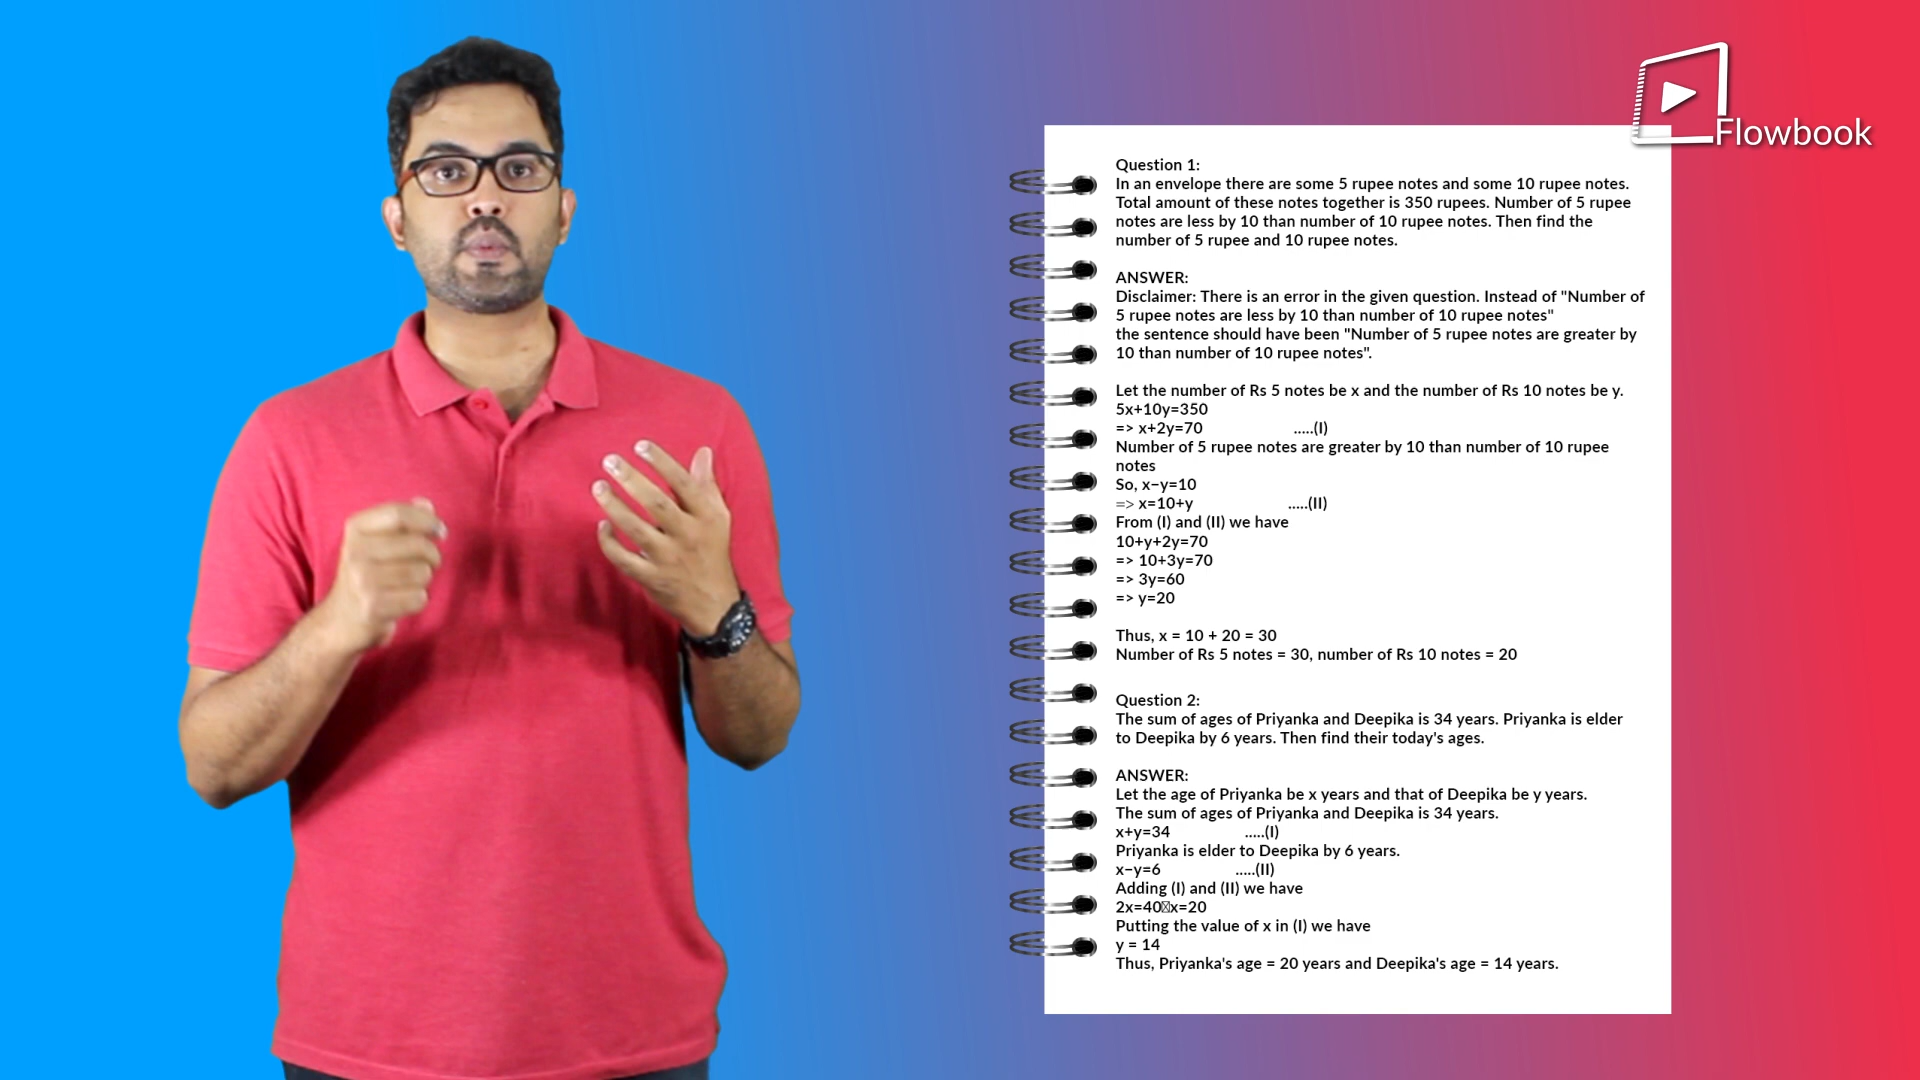 Flowbook
Question 1:
In an envelope there are some 5 rupee notes and some 10 rupee notes.
Total amount of these notes together is 350 rupees. Number of 5 rupee
notes are less by 10 than number of 10 rupee notes. Then find the
number of 5 rupee and 10 rupee notes.
ANSWER:
Disclaimer: There is an error in the given question. Instead of "Number of
5 rupee notes are less by 10 than number of 10 rupee notes"
the sentence should have been "Number of 5 rupee notes are greater by
10 than number of 10 rupee notes".
Let the number of Rs 5 notes be x and the number of Rs 10 notes be y.
5x+10y=350
=> x+2y=70 .....(I)
Number of 5 rupee notes are greater by 10 than number of 10 rupee
notes
So, x−y=10
=> x=10+y .....(II)
From (I) and (II) we have
10+y+2y=70
=> 10+3y=70
=> 3y=60
=> y=20
Thus, x = 10 + 20 = 30
Number of Rs 5 notes = 30, number of Rs 10 notes = 20
Question 2:
The sum of ages of Priyanka and Deepika is 34 years. Priyanka is elder
to Deepika by 6 years. Then find their today's ages.
ANSWER:
Let the age of Priyanka be x years and that of Deepika be y years.
The sum of ages of Priyanka and Deepika is 34 years.
x+y=34 .....(I)
Priyanka is elder to Deepika by 6 years.
x−y=6 .....(II)
Adding (I) and (II) we have
2x=40 x=20
Putting the value of x in (I) we have
y = 14
Thus, Priyanka's age = 20 years and Deepika's age = 14 years.